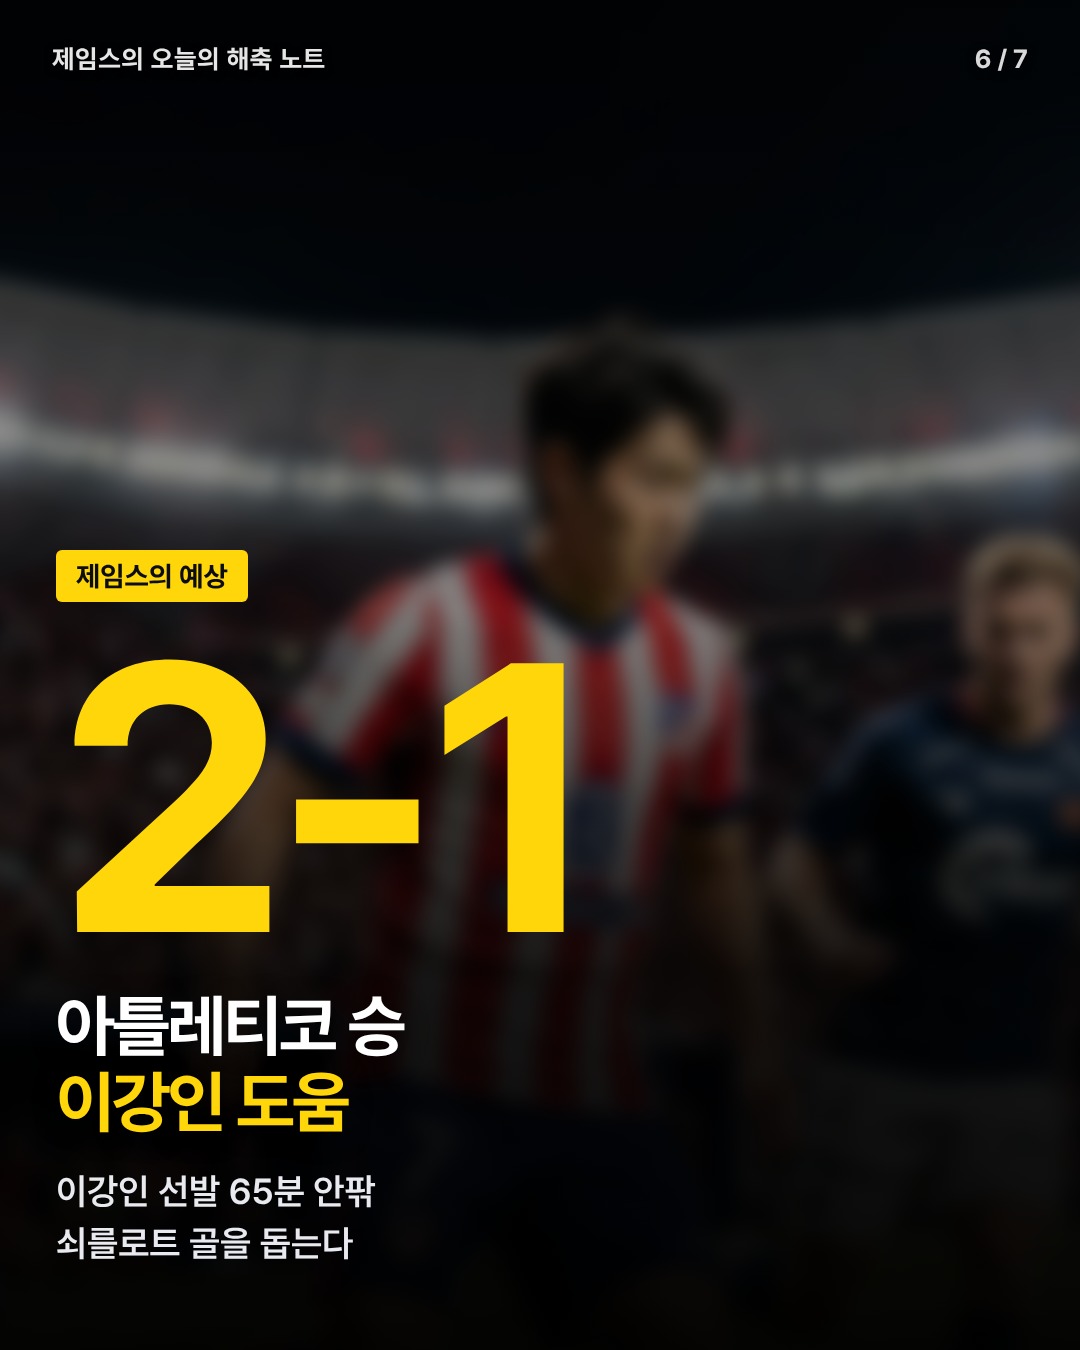 제임스의 오늘의 해축 노트
6 / 7
제임스의 예상
2-1
아틀레티코 승
이강인 도움
이강인 선발 65분 안팎
쇠를로트 골을 돕는다